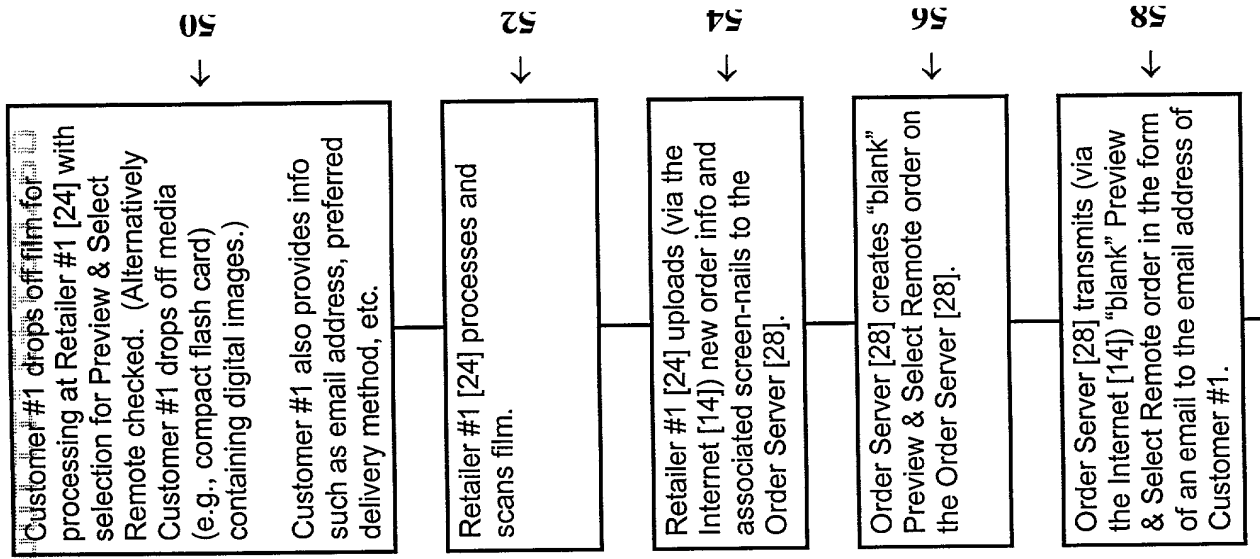 Customer #1 drops off film for
processing at Retailer #1 [24] with
selection for Preview & Select
Remote checked. (Alternatively
Customer #1 drops off media
(e.g., compact flash card)
containing digital images.)
Customer #1 also provides info
such as email address, preferred
delivery method, etc.
← 50
Retailer #1 [24] processes and
scans film.
← 52
Retailer #1 [24] uploads (via the
Internet [14]) new order info and
associated screen-nails to the
Order Server [28].
← 54
Order Server [28] creates “blank”
Preview & Select Remote order on
the Order Server [28].
← 56
Order Server [28] transmits (via
the Internet [14]) “blank” Preview
& Select Remote order in the form
of an email to the email address of
Customer #1.
← 58